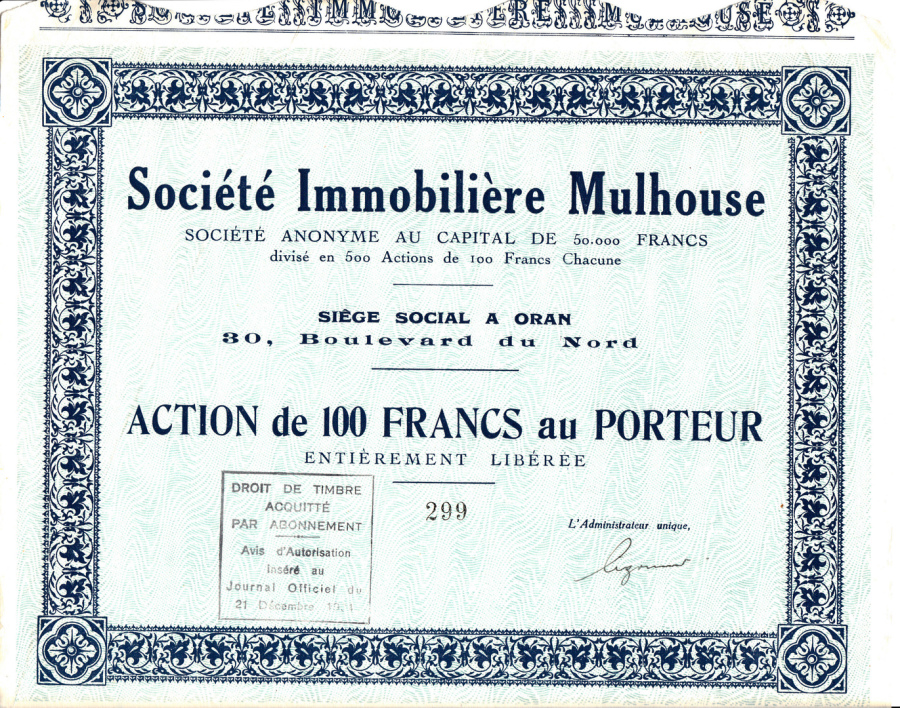 Société Immobilière Mulhouse
SOCIÉTÉ ANONYME AU CAPITAL DE 50.000 FRANCS
divisé en 500 Actions de 100 Francs Chacune
SIÈGE SOCIAL A ORAN
30, Boulevard du Nord
ACTION de 100 FRANCS au PORTEUR
ENTIÈREMENT LIBÉRÉE
DROIT DE TIMBRE
ACQUITTÉ
PAR ABONNEMENT
Avis d'Autorisation
Inséré au
Journal Officiel du
21 Décembre
299
L'Administrateur unique,